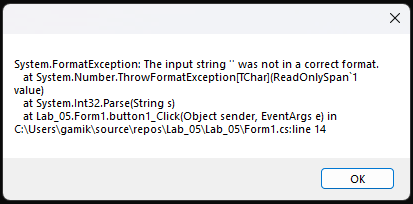 System.FormatException: The input string '' was not in a correct format.
at System.Number.ThrowFormatException[TChar](ReadOnlySpan`1
value)
at System.Int32.Parse(String s)
at Lab_05.Form1.button1_Click(Object sender, EventArgs e) in
C:\Users\gamik\source\repos\Lab_05\Lab_05\Form1.cs:line 14
OK